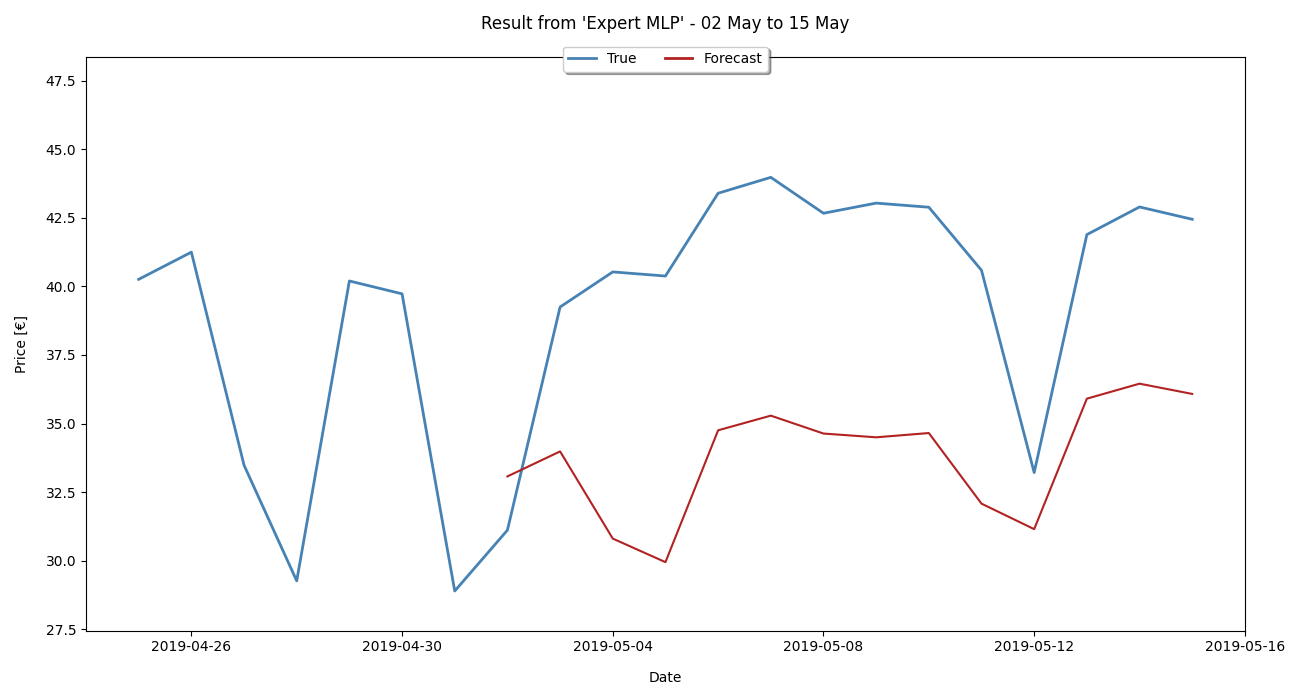 Result from 'Expert MLP' - 02 May to 15 May
True Forecast
47.5
45.0
42.5
40.0
37.5
35.0
32.5
30.0
27.5
Price [€]
2019-04-26 2019-04-30 2019-05-04 2019-05-08 2019-05-12 2019-05-16
Date